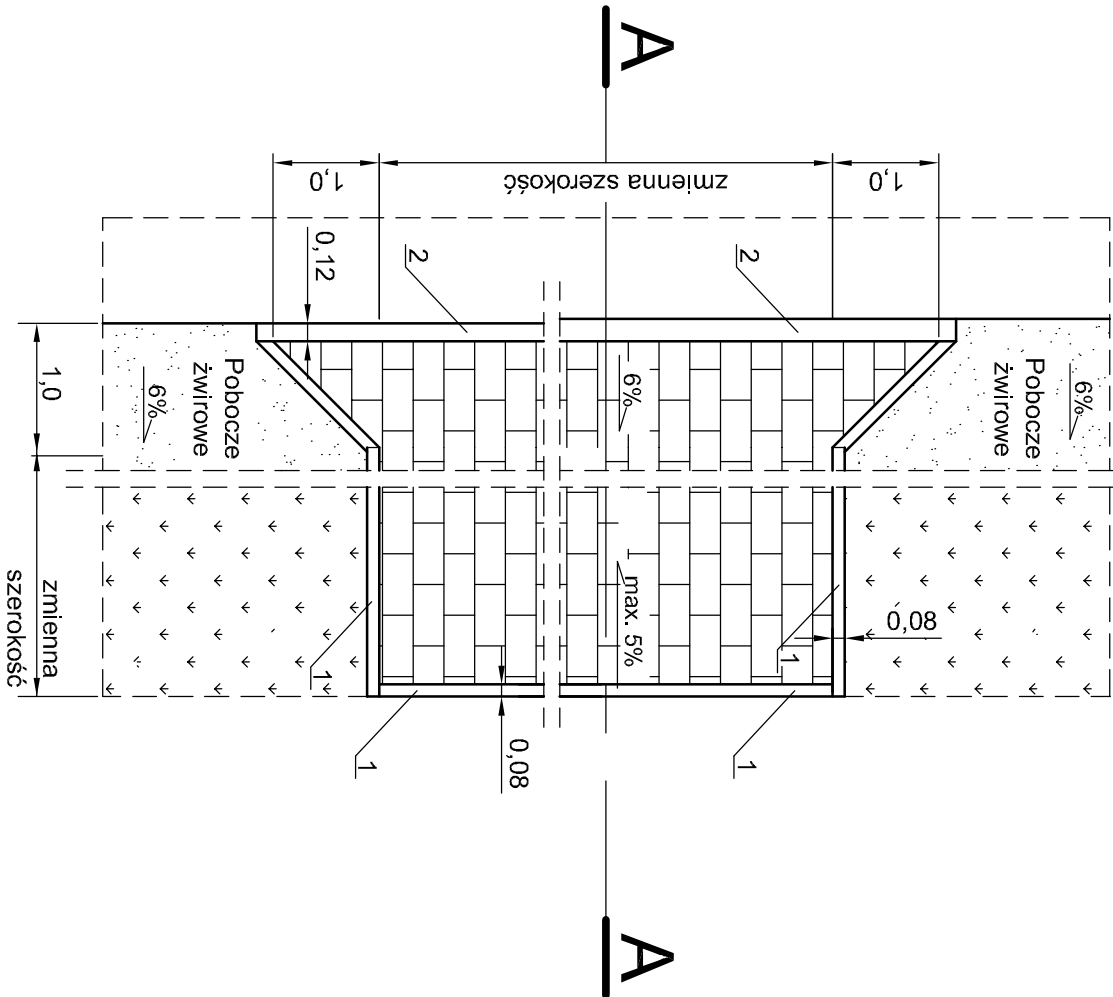 A
1,0
zmienna szerokość
1,0
0,12
2
2
6%
Pobocze
żwirowe
6%
6%
Pobocze
żwirowe
1,0
zmienna
szerokość
max. 5%
0,08
1
1
0,08
1
1
A